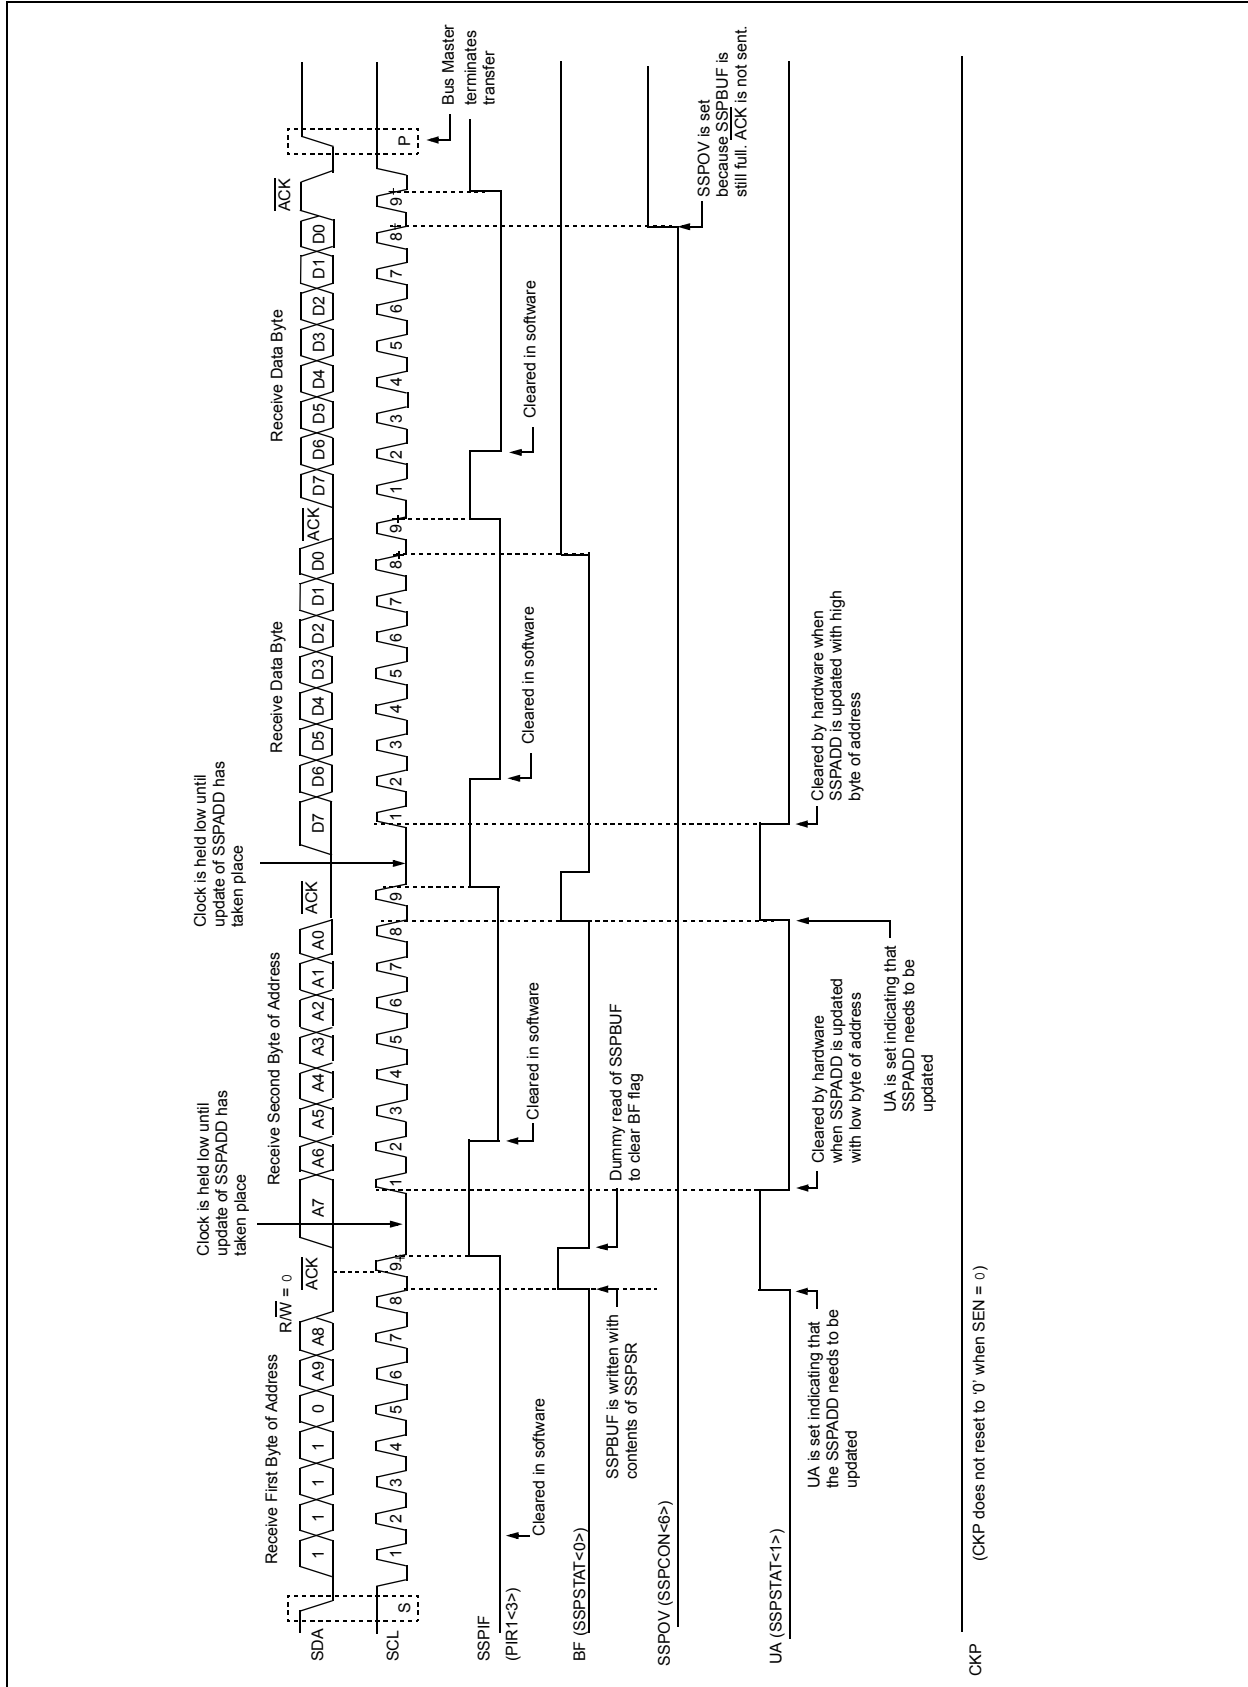 Receive First Byte of Address
R/W = 0
ACK
Clock is held low until
update of SSPADD has
taken place
Receive Second Byte of Address
ACK
Clock is held low until
update of SSPADD has
taken place
Receive Data Byte
ACK
Receive Data Byte
ACK
SDA
1 1 1 1 0 A9 A8 A7 A6 A5 A4 A3 A2 A1 A0 D7 D6 D5 D4 D3 D2 D1 D0 D7 D6 D5 D4 D3 D2 D1 D0
SCL
S 1 2 3 4 5 6 7 8 9 1 2 3 4 5 6 7 8 9 1 2 3 4 5 6 7 8 9 1 2 3 4 5 6 7 8 9 P
Bus Master
terminates
transfer
SSPIF
(PIR1<3>)
Cleared in software
Cleared in software
Cleared in software
Cleared in software
BF (SSPSTAT<0>)
SSPBUF is written with
contents of SSPSR
Dummy read of SSPBUF
to clear BF flag
SSPOV (SSPCON<6>)
SSPOV is set
because SSPBUF is
still full. ACK is not sent.
UA (SSPSTAT<1>)
UA is set indicating that
the SSPADD needs to be
updated
Cleared by hardware
when SSPADD is updated
with low byte of address
UA is set indicating that
SSPADD needs to be
updated
Cleared by hardware when
SSPADD is updated with high
byte of address
CKP
(CKP does not reset to ‘0’ when SEN = 0)